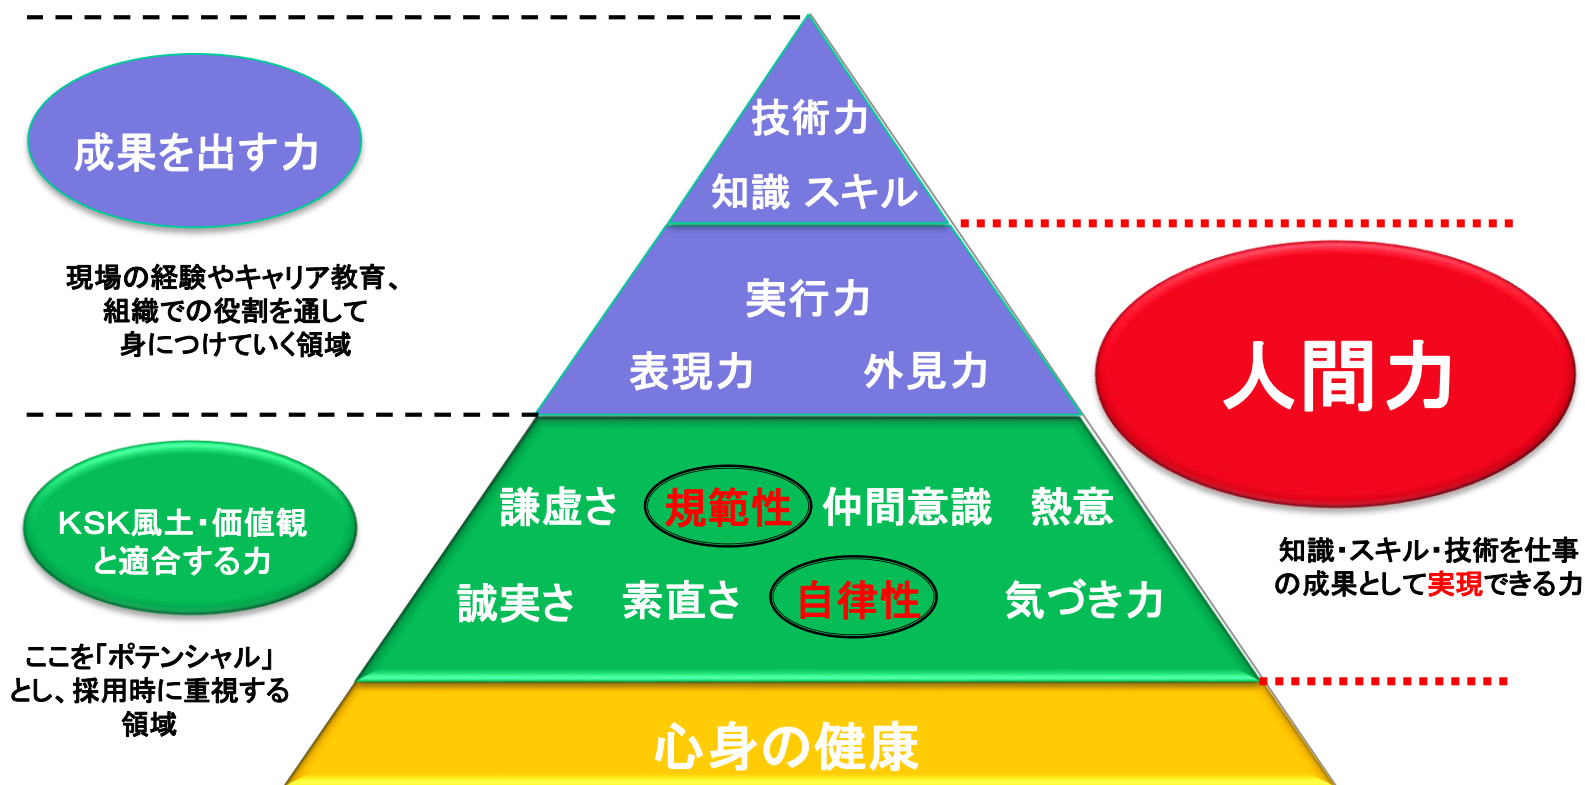 成果を出す力
現場の経験やキャリア教育、
組織での役割を通して
身につけていく領域
KSK風土・価値観
と適合する力
ここを「ポテンシャル」
とし、採用時に重視する
領域
技術力
知識 スキル
実行力
表現力 外見力
謙虚さ 規範性 仲間意識 熱意
誠実さ 素直さ 自律性 気づき力
心身の健康
人間力
知識・スキル・技術を仕事
の成果として実現できる力